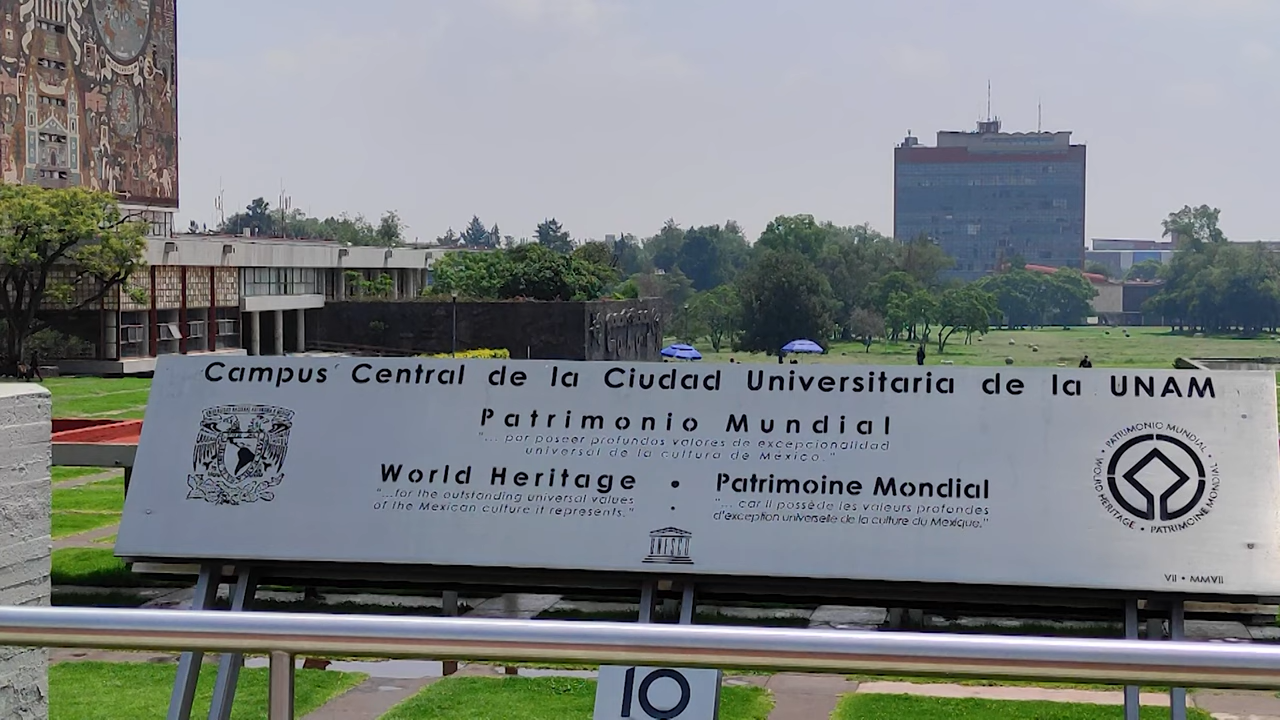 Campus Central de la Ciudad Universitaria de la UNAM
Patrimonio Mundial
"... por poseer profundos valores de excepcionalidad
universal de la cultura de México."
World Heritage • Patrimoine Mondial
"...for the outstanding universal values
of the Mexican culture it represents."
"... car il possède les valeurs profondes
d'exception universelle de la culture du Mexique."
PATRIMONIO MUNDIAL • WORLD HERITAGE • PATRIMOINE MONDIAL
UNESCO
VII • MMVII
10